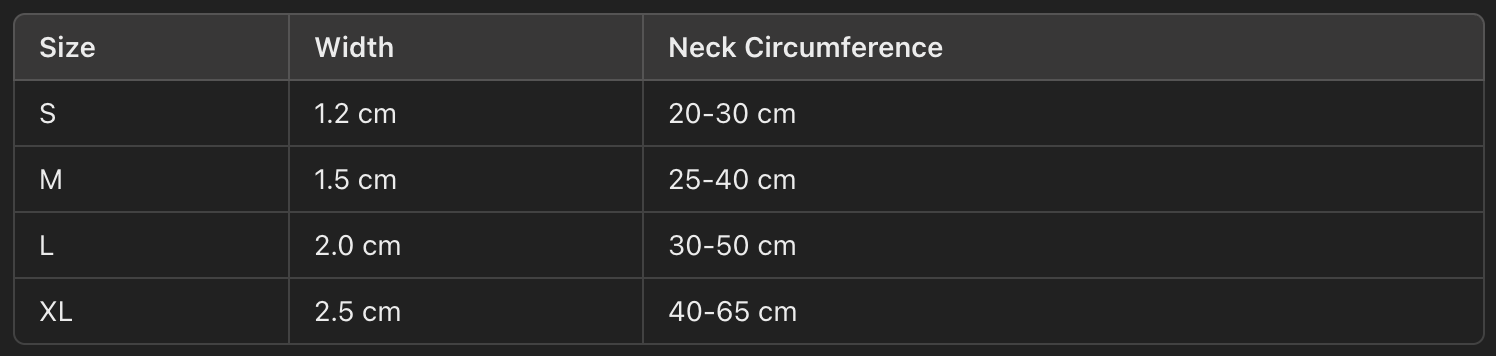 Size Width Neck Circumference
S 1.2 cm 20-30 cm
M 1.5 cm 25-40 cm
L 2.0 cm 30-50 cm
XL 2.5 cm 40-65 cm